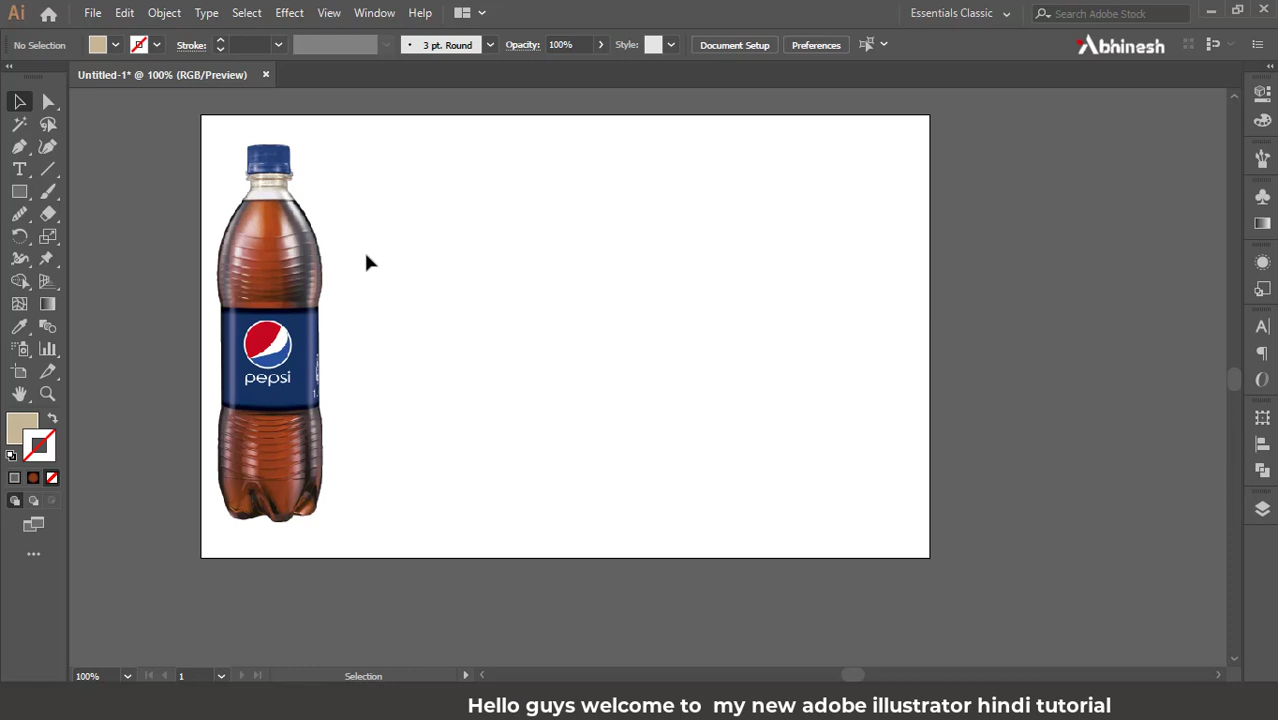 Ai File Edit Object Type Select Effect View Window Help Essentials Classic Search Adobe Stock
No Selection Stroke: 3 pt. Round Opacity: 100% Style: Document Setup Preferences Abhinesh
Untitled-1* @ 100% (RGB/Preview) ×
pepsi
100% 1 Selection
Hello guys welcome to my new adobe illustrator hindi tutorial